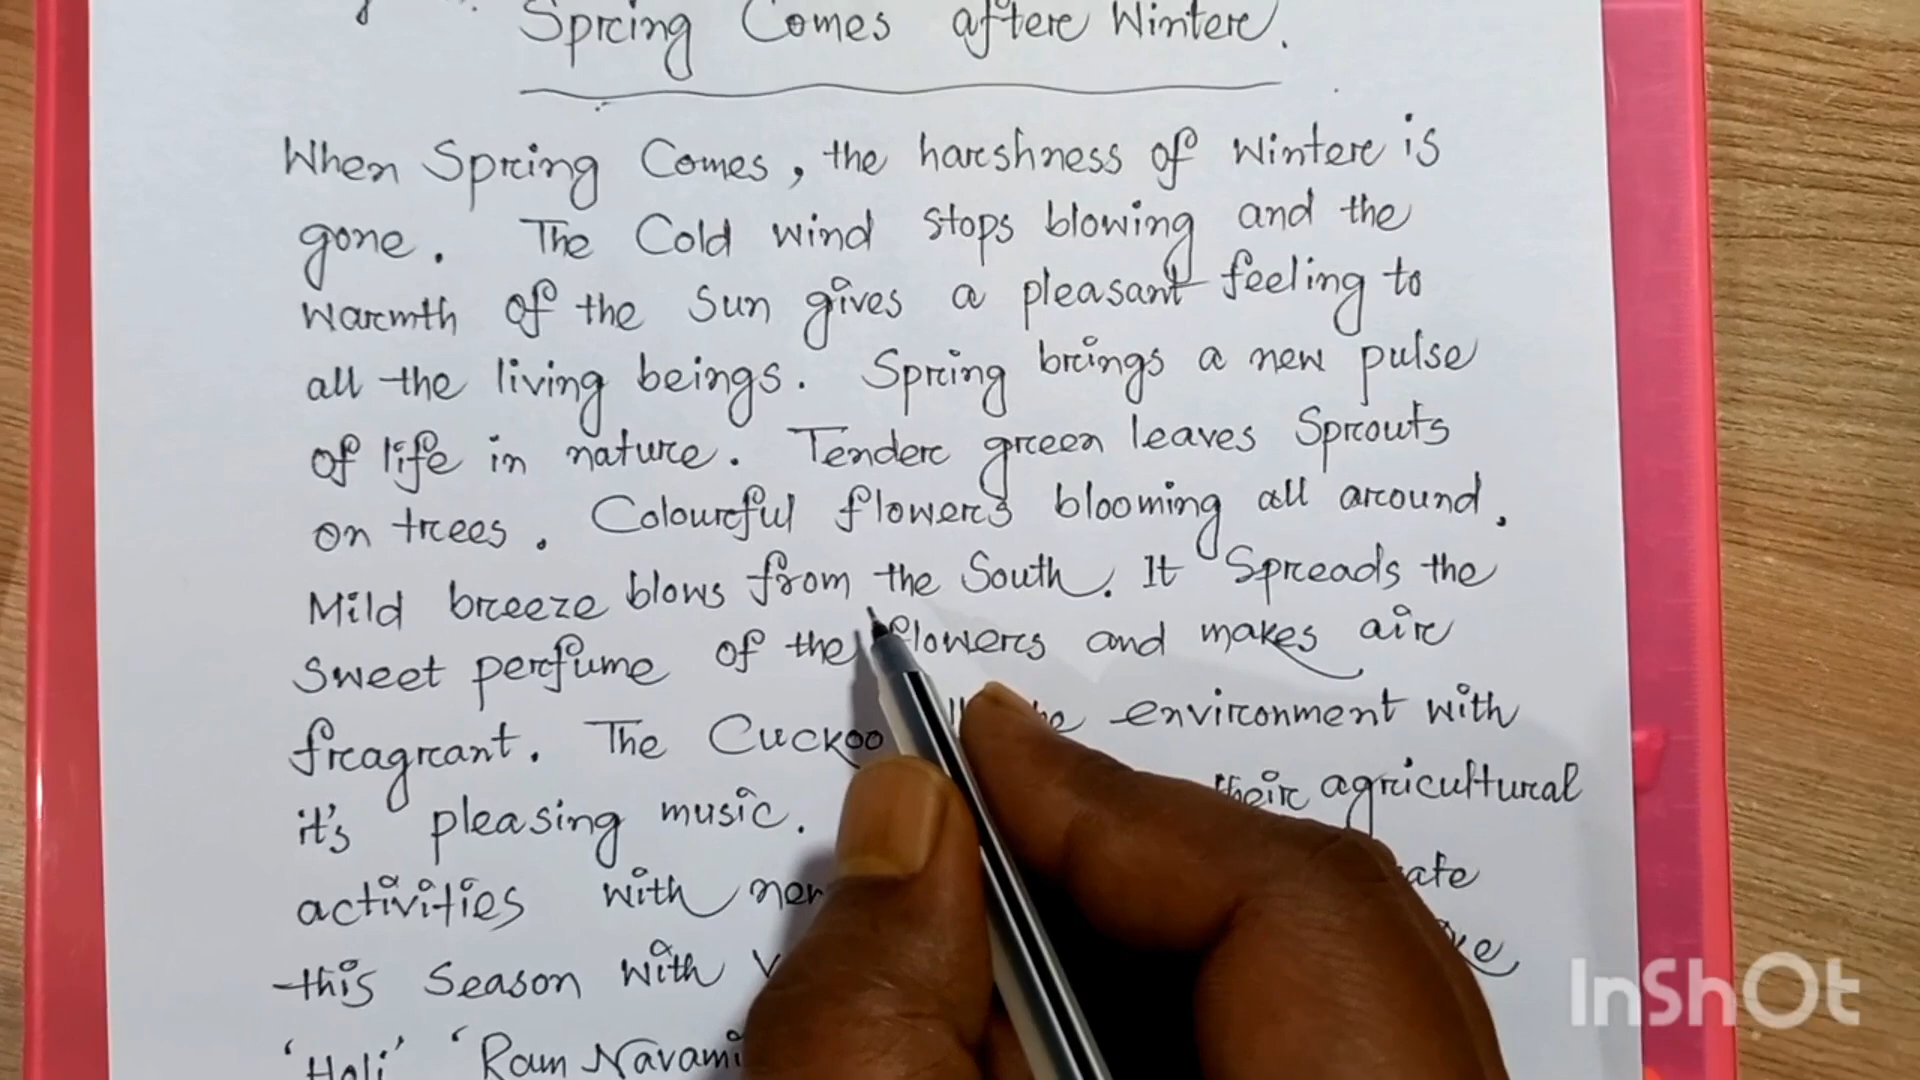 Spring Comes after Winter.
When Spring Comes, the harshness of Winter is
gone. The Cold wind stops blowing and the
Warmth of the Sun gives a pleasant feeling to
all the living beings. Spring brings a new pulse
of life in nature. Tender green leaves Sprouts
on trees. Colourful flowers blooming all around.
Mild breeze blows from the South. It Spreads the
Sweet perfume of the flowers and makes air
fragrant. The Cuckoo environment with
it's pleasing music. their agricultural
activities with
this Season with
'Holi' 'Ram Navami
InShOt